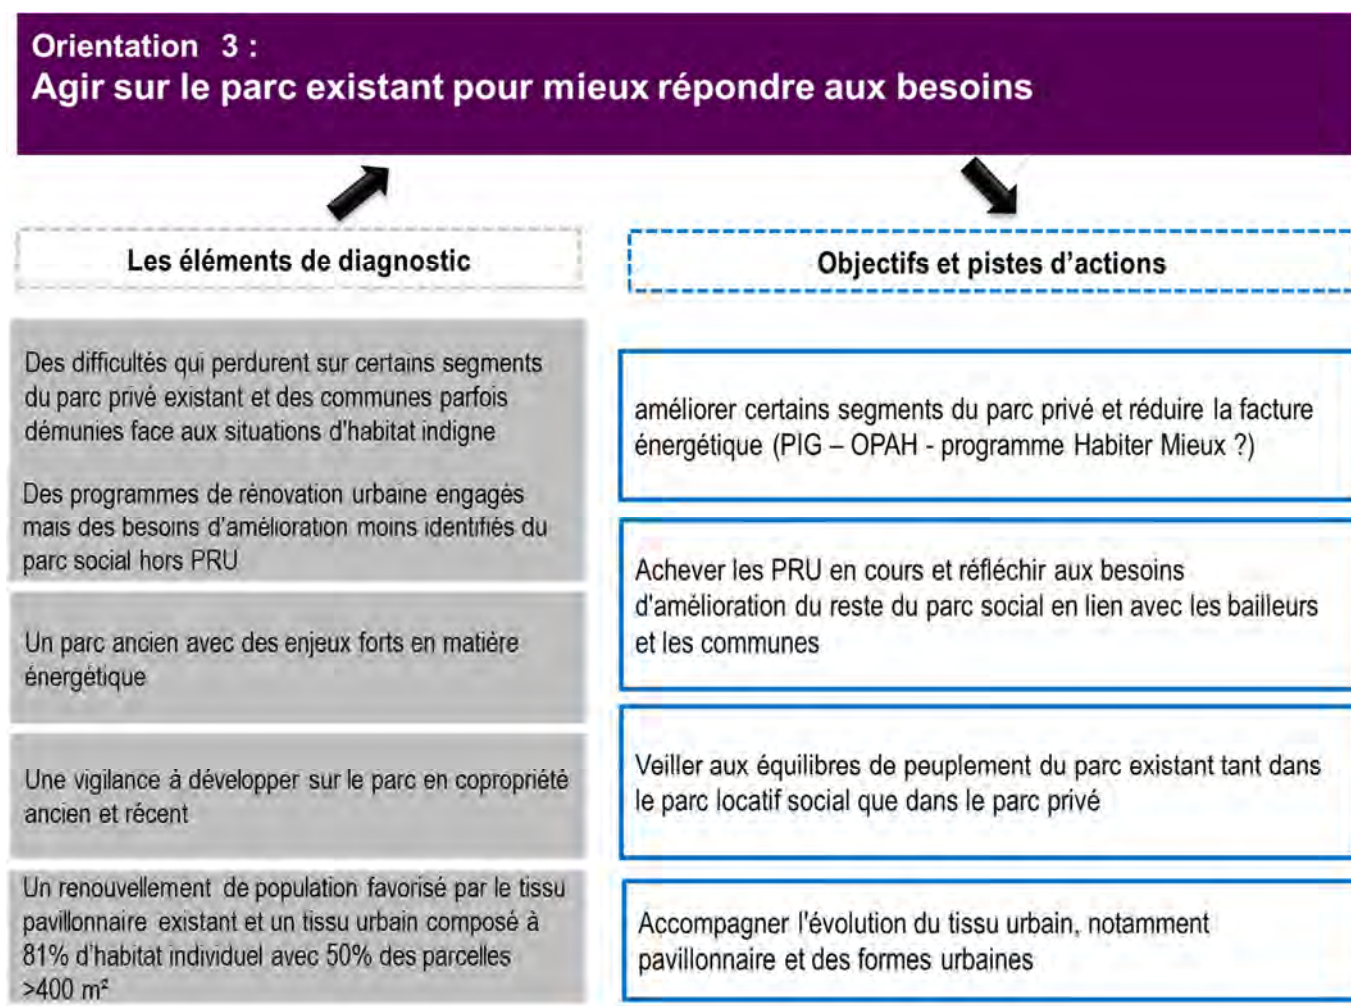 Orientation 3 :
Agir sur le parc existant pour mieux répondre aux besoins
Les éléments de diagnostic
Des difficultés qui perdurent sur certains segments
du parc privé existant et des communes parfois
démunies face aux situations d'habitat indigne
Des programmes de rénovation urbaine engagés
mais des besoins d'amélioration moins identifiés du
parc social hors PRU
Un parc ancien avec des enjeux forts en matière
énergétique
Une vigilance à développer sur le parc en copropriété
ancien et récent
Un renouvellement de population favorisé par le tissu
pavillonnaire existant et un tissu urbain composé à
81% d'habitat individuel avec 50% des parcelles
>400 m²
Objectifs et pistes d'actions
améliorer certains segments du parc privé et réduire la facture
énergétique (PIG – OPAH - programme Habiter Mieux ?)
Achever les PRU en cours et réfléchir aux besoins
d'amélioration du reste du parc social en lien avec les bailleurs
et les communes
Veiller aux équilibres de peuplement du parc existant tant dans
le parc locatif social que dans le parc privé
Accompagner l'évolution du tissu urbain, notamment
pavillonnaire et des formes urbaines